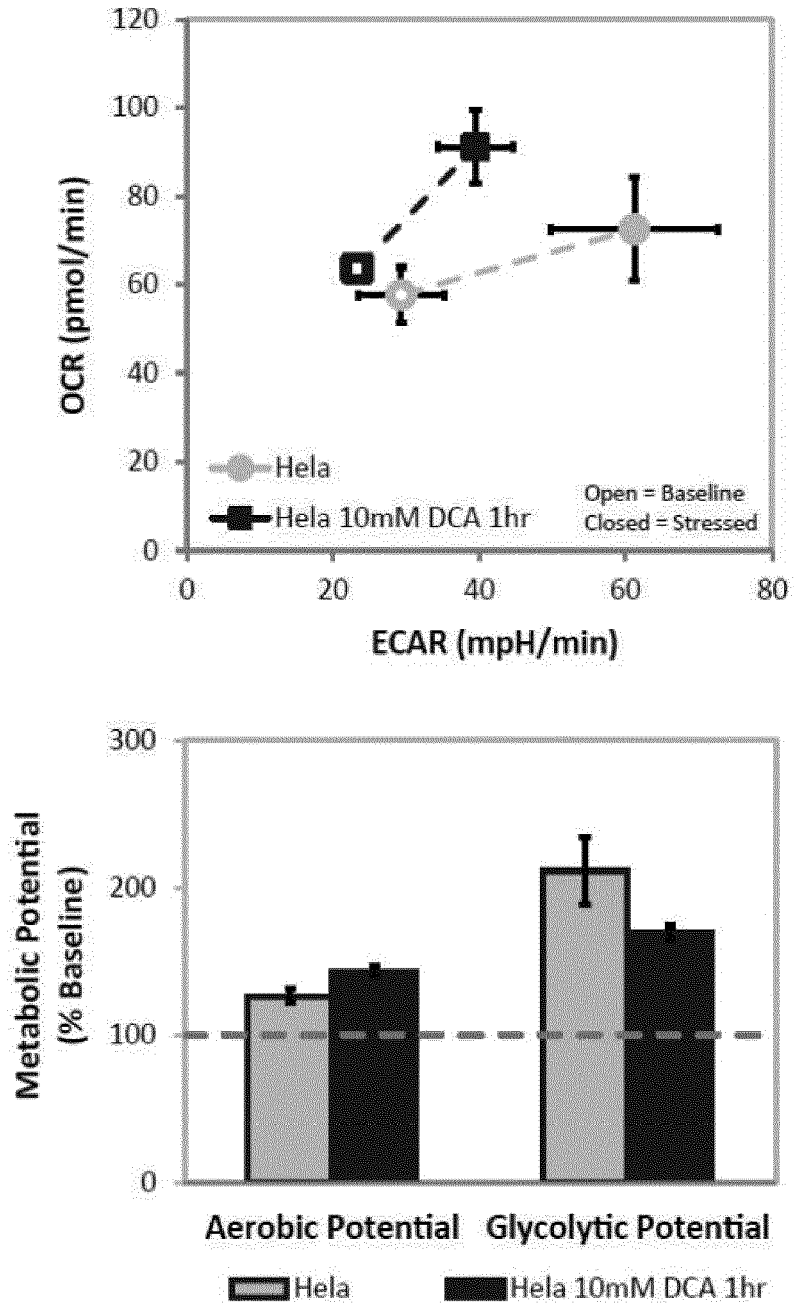 120
100
80
60
40
20
0
OCR (pmol/min)
Hela
Hela 10mM DCA 1hr
Open = Baseline
Closed = Stressed
0 20 40 60 80
ECAR (mpH/min)
300
200
100
0
Metabolic Potential
(% Baseline)
Aerobic Potential Glycolytic Potential
Hela Hela 10mM DCA 1hr